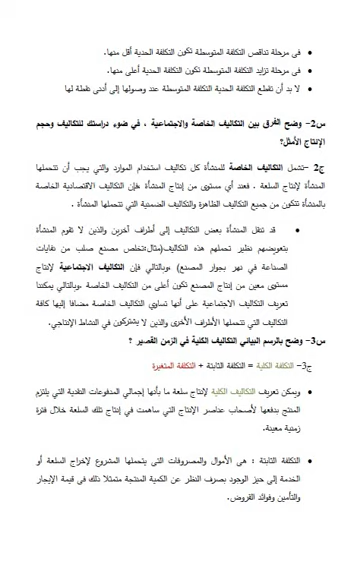 • فى مرحلة تناقص التكلفة المتوسطة تكون التكلفة الحدية أقل منها.
• فى مرحلة تزايد التكلفة المتوسطة تكون التكلفة الحدية أعلى منها.
• لا بد أن تقطع التكلفة الحدية التكلفة المتوسطة عند وصولها إلى أدنى نقطة لها
س2- وضح الفرق بين التكاليف الخاصة والاجتماعية ، في ضوء دراستك للتكاليف وحجم
الإنتاج الأمثل؟
ج2 -تشمل التكاليف الخاصة للمنشأة كل تكاليف استخدام الموارد والتي يجب أن تتحملها
المنشأة لإنتاج السلعة . فعند أي مستوى من إنتاج المنشأة ،فإن التكاليف الاقتصادية الخاصة
بالمنشأة تتكون من جميع التكاليف الظاهرة والتكاليف الضمنية التي تتحملها المنشأة .
• قد تنقل المنشأة بعض التكاليف إلى أطراف أخرين والذين لا تقوم المنشأة
بتعويضهم نظير تحملهم هذه التكاليف(مثال:تخلص مصنع صلب من نفايات
الصناعة في نهر بجوار المصنع) ،وبالتالي فإن التكاليف الاجتماعية لإنتاج
مستوى معين من إنتاج المصنع تكون أعلى من التكاليف الخاصة ،وبالتالي يمكننا
تعريف التكاليف الاجتماعية على أنها تساوي التكاليف الخاصة مضافا إليها كافة
التكاليف التي تتحملها الأطراف الأخرى والذين لا يشتركون في النشاط الإنتاجي.
س3- وضح بالرسم البياني التكاليف الكلية في الزمن القصير ؟
ج3- التكلفة الكلية = التكلفة الثابتة + التكلفة المتغيرة
• ويمكن تعريف التكاليف الكلية لإنتاج سلعة ما بأنها إجمالي المدفوعات النقدية التي يلتزم
المنتج بدفعها لأصحاب عناصر الإنتاج التي ساهمت في إنتاج تلك السلعة خلال فترة
زمنية معينة.
• التكلفة الثابتة : هى الأموال والمصروفات التى يتحملها المشروع لإخراج السلعة أو
الخدمة إلى حيز الوجود بصرف النظر عن الكمية المنتجة متمثلا ذلك فى قيمة الإيجار
والتأمين وفوائد القروض.